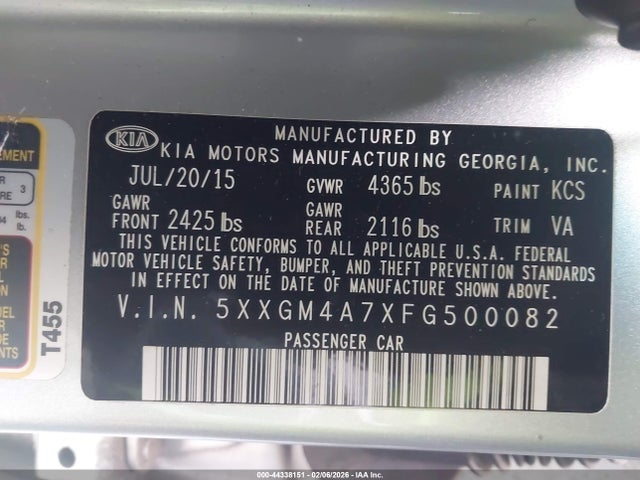 KIA
MANUFACTURED BY
KIA MOTORS MANUFACTURING GEORGIA, INC.
JUL/20/15 GVWR 4365 lbs PAINT KCS
GAWR FRONT 2425 lbs GAWR REAR 2116 lbs TRIM VA
THIS VEHICLE CONFORMS TO ALL APPLICABLE U.S.A. FEDERAL
MOTOR VEHICLE SAFETY, BUMPER, AND THEFT PREVENTION STANDARDS
IN EFFECT ON THE DATE OF MANUFACTURE SHOWN ABOVE.
V.I.N. 5XXGM4A7XFG500082
PASSENGER CAR
T455
3
lbs.
lb.
000-44338151 - 02/06/2026 - IAA Inc.